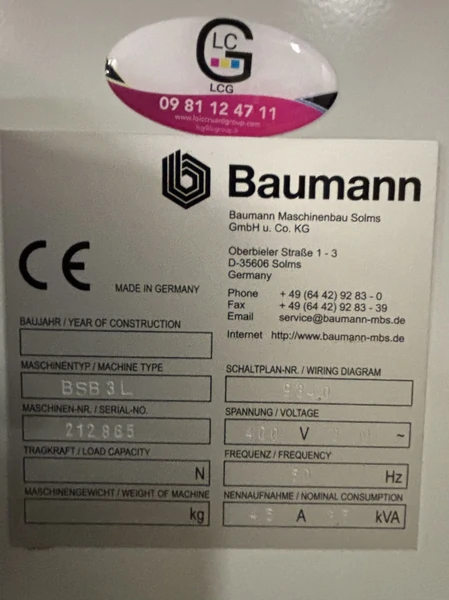 LC
G
LCG
09 81 12 47 11
Baumann
Baumann Maschinenbau Solms
GmbH u. Co. KG
Oberbieler Straße 1 - 3
D-35606 Solms
Germany
CE
MADE IN GERMANY
Phone + 49 (64 42) 92 83 - 0
Fax + 49 (64 42) 92 83 - 39
Email service@baumann-mbs.de
Internet http://www.baumann-mbs.de
BAUJAHR / YEAR OF CONSTRUCTION
MASCHINENTYP / MACHINE TYPE
BSB 3 L
SCHALTPLAN-NR. / WIRING DIAGRAM
MASCHINEN-NR. / SERIAL-NO.
212 865
SPANNUNG / VOLTAGE
400 V ~
TRAGKRAFT / LOAD CAPACITY
N
FREQUENZ / FREQUENCY
50 Hz
MASCHINENGEWICHT / WEIGHT OF MACHINE
kg
NENNAUFNAHME / NOMINAL CONSUMPTION
A kVA